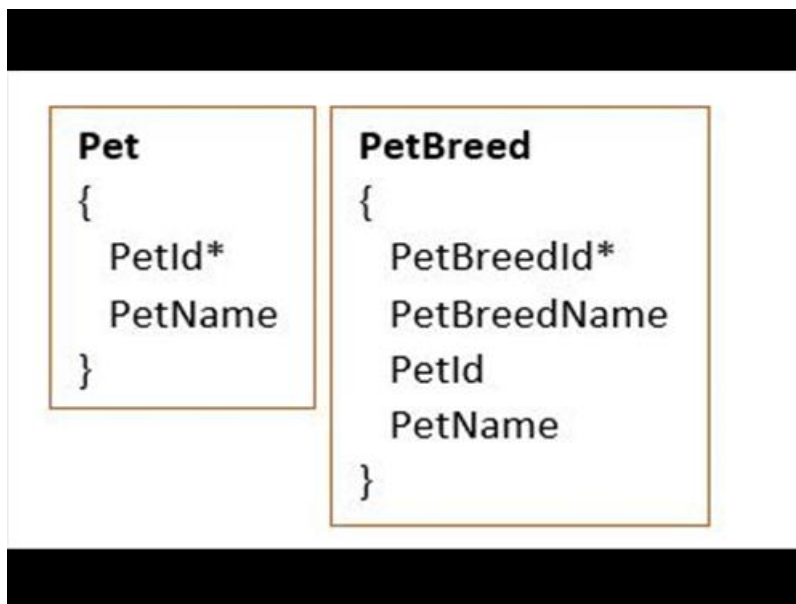 Pet
{
PetId*
PetName
}
PetBreed
{
PetBreedId*
PetBreedName
PetId
PetName
}